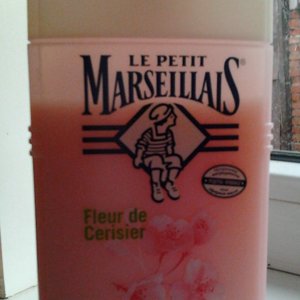 LE PETIT
MARSEILLAIS®
Fleur de
Cerisier